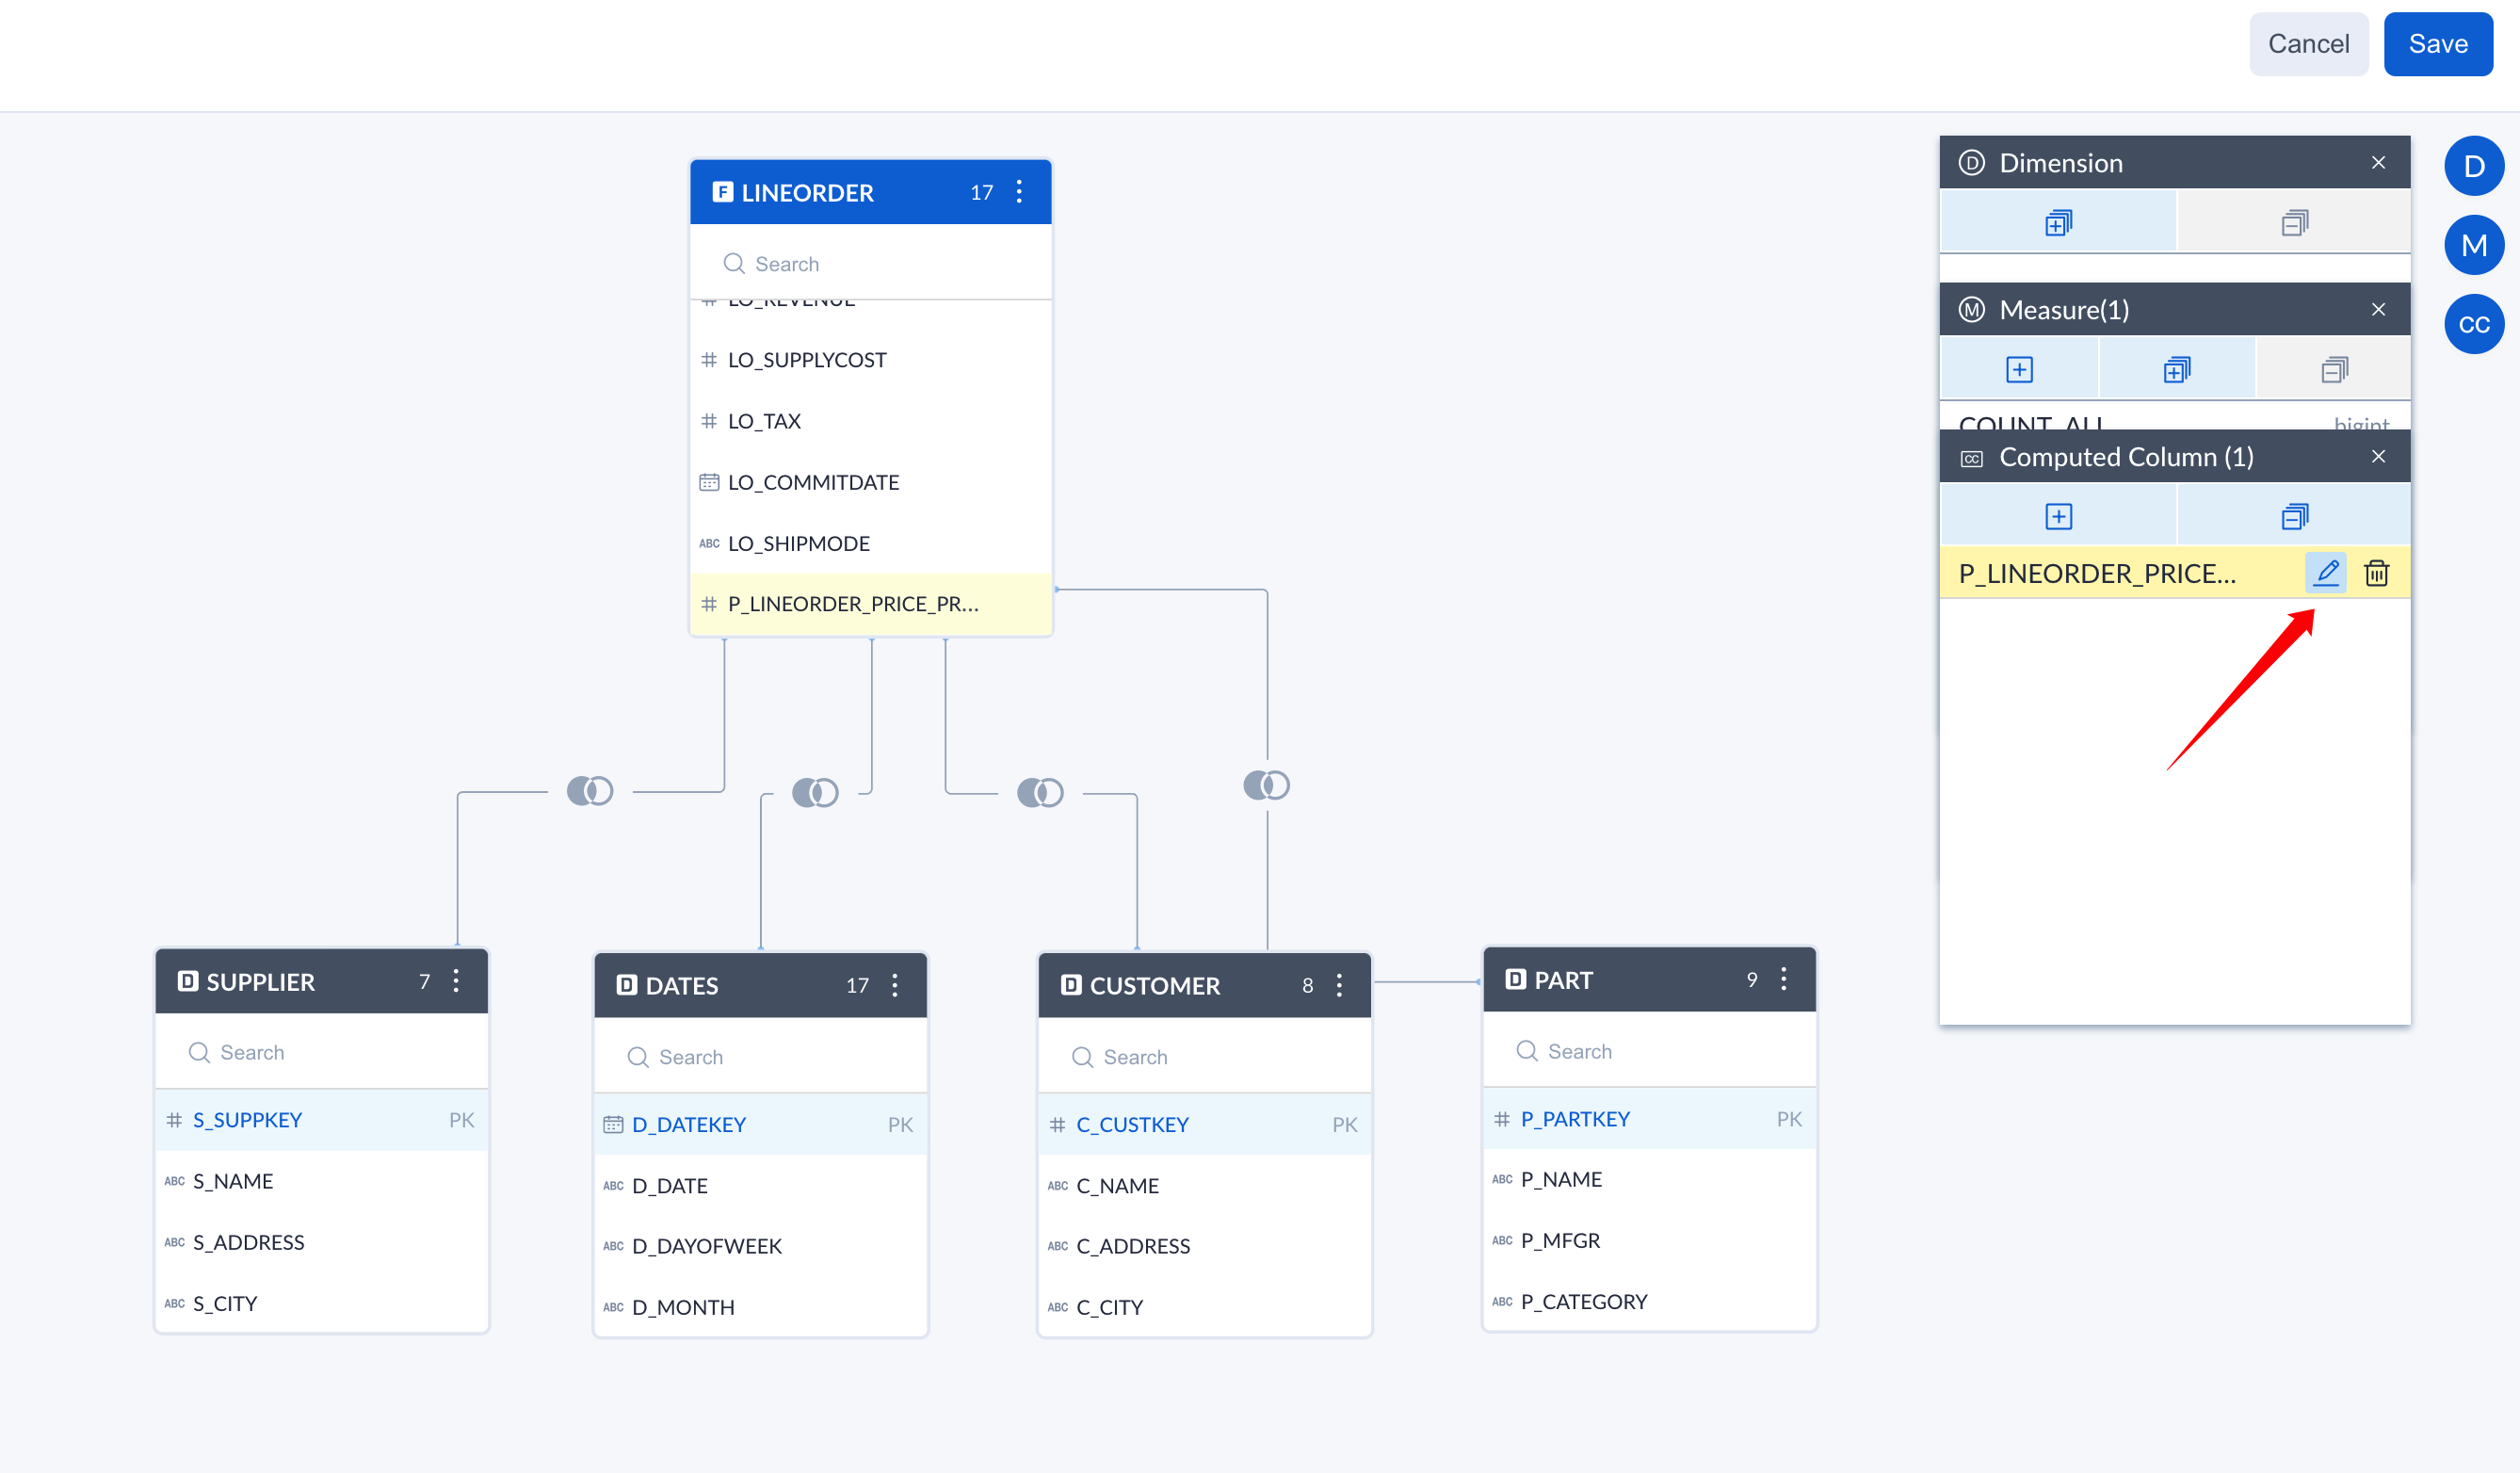 Cancel
Save
F LINEORDER 17
Search
LO_REVENUE
LO_SUPPLYCOST
LO_TAX
LO_COMMITDATE
ABC LO_SHIPMODE
P_LINEORDER_PRICE_PR...
D Dimension
M Measure(1)
COUNT_ALL bigint
CC Computed Column (1)
P_LINEORDER_PRICE...
D
M
CC
D SUPPLIER 7
Search
S_SUPPKEY PK
ABC S_NAME
ABC S_ADDRESS
ABC S_CITY
D DATES 17
Search
D_DATEKEY PK
ABC D_DATE
ABC D_DAYOFWEEK
ABC D_MONTH
D CUSTOMER 8
Search
C_CUSTKEY PK
ABC C_NAME
ABC C_ADDRESS
ABC C_CITY
D PART 9
Search
P_PARTKEY PK
ABC P_NAME
ABC P_MFGR
ABC P_CATEGORY